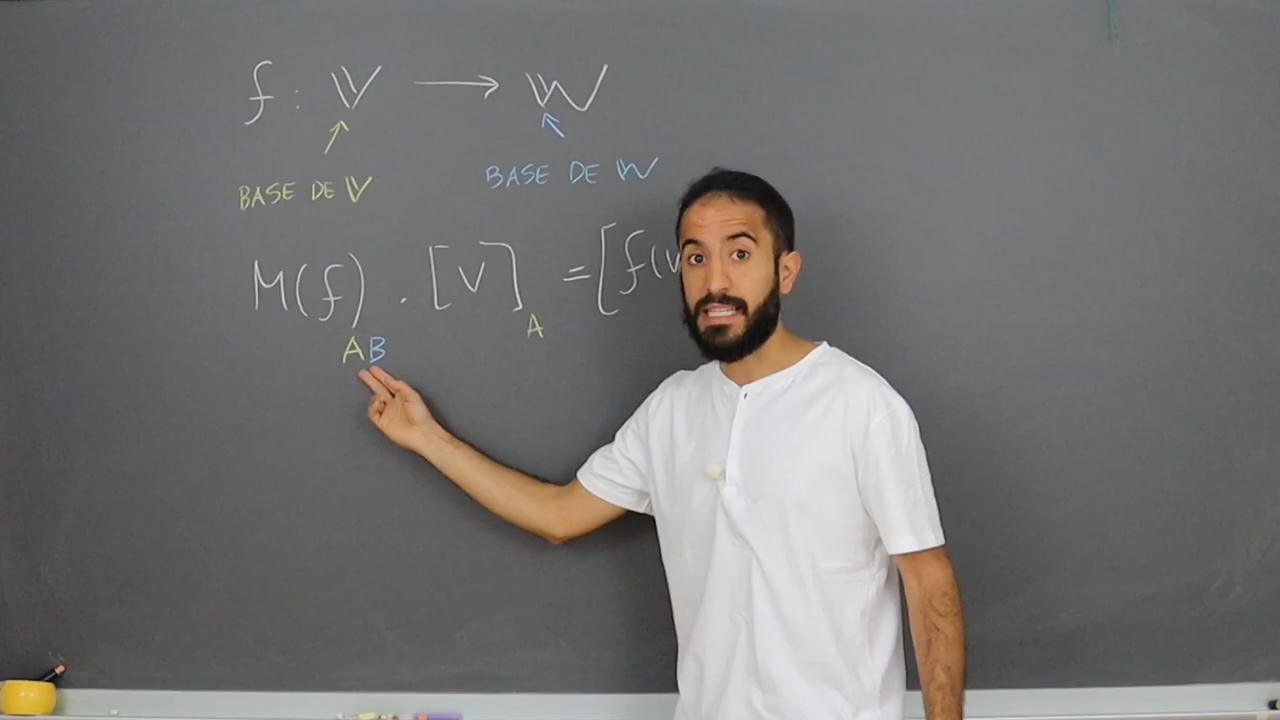 f : V → W
BASE DE V BASE DE W
M(f)AB · [V]A = [f(v